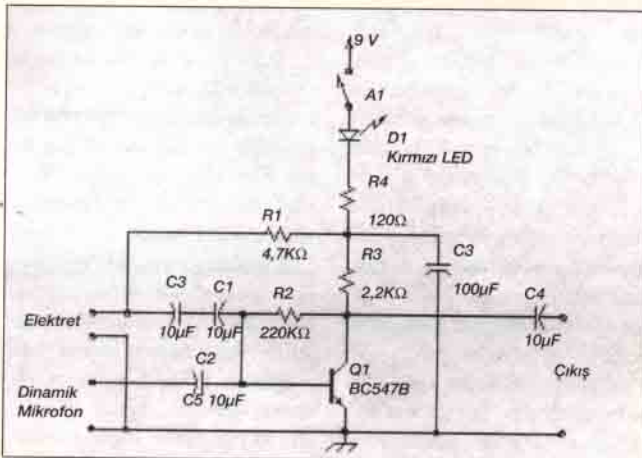 9 V
A1
D1
Kırmızı LED
R4
120Ω
R1
4,7KΩ
R3
2,2KΩ
C3
100µF
C3
10µF
C1
10µF
R2
220KΩ
C4
10µF
Elektret
C2
C5 10µF
Q1
BC547B
Çıkış
Dinamik
Mikrofon